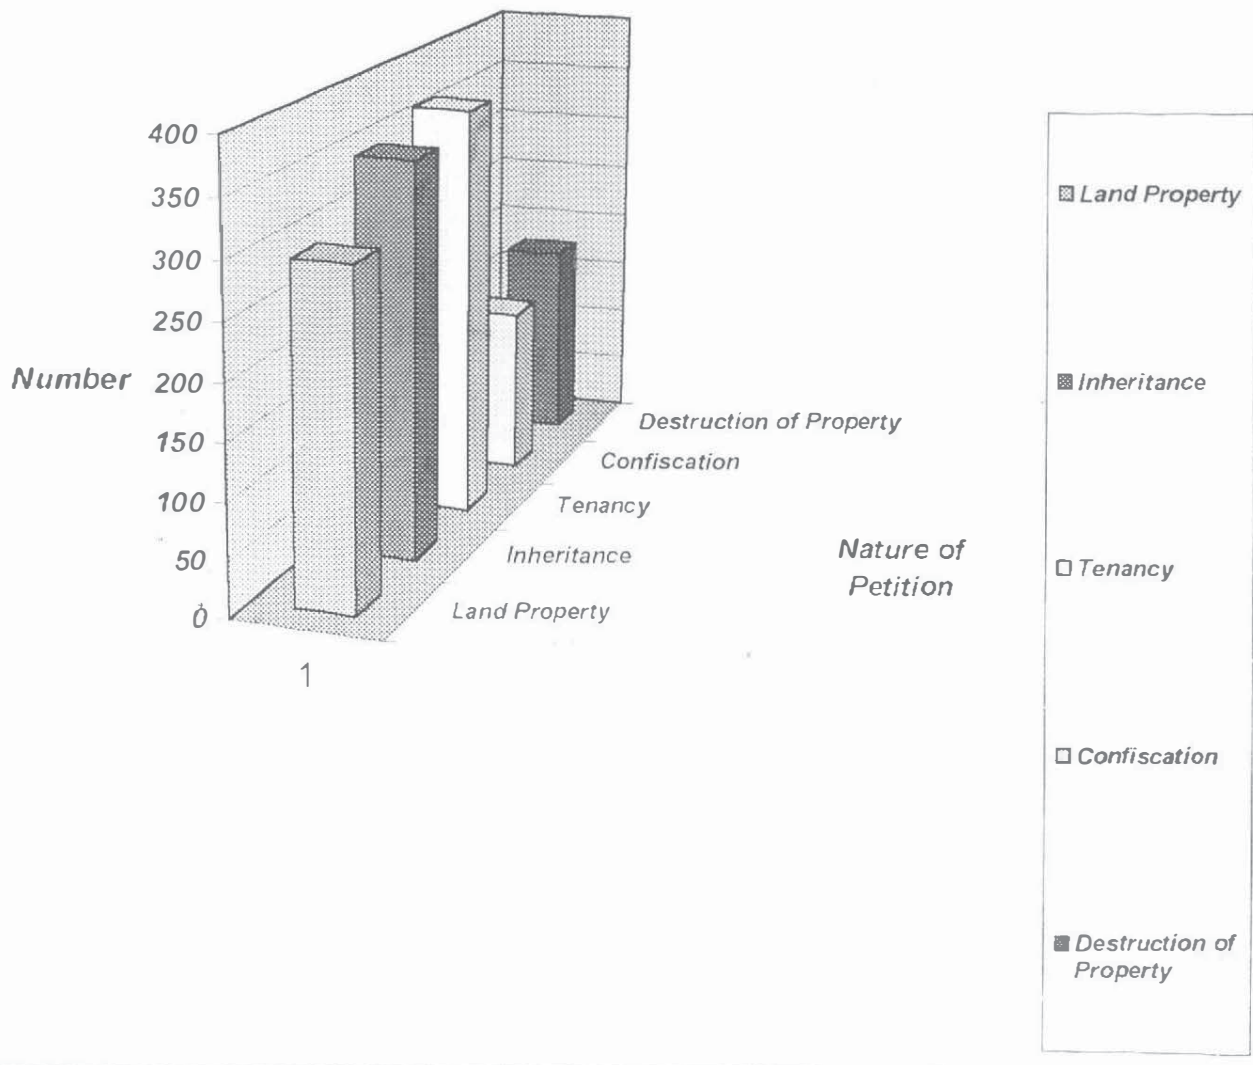 400
350
300
250
Number 200
150
100
50
0
1
Destruction of Property
Confiscation
Tenancy
Inheritance
Land Property
Nature of
Petition
Land Property
Inheritance
Tenancy
Confiscation
Destruction of
Property